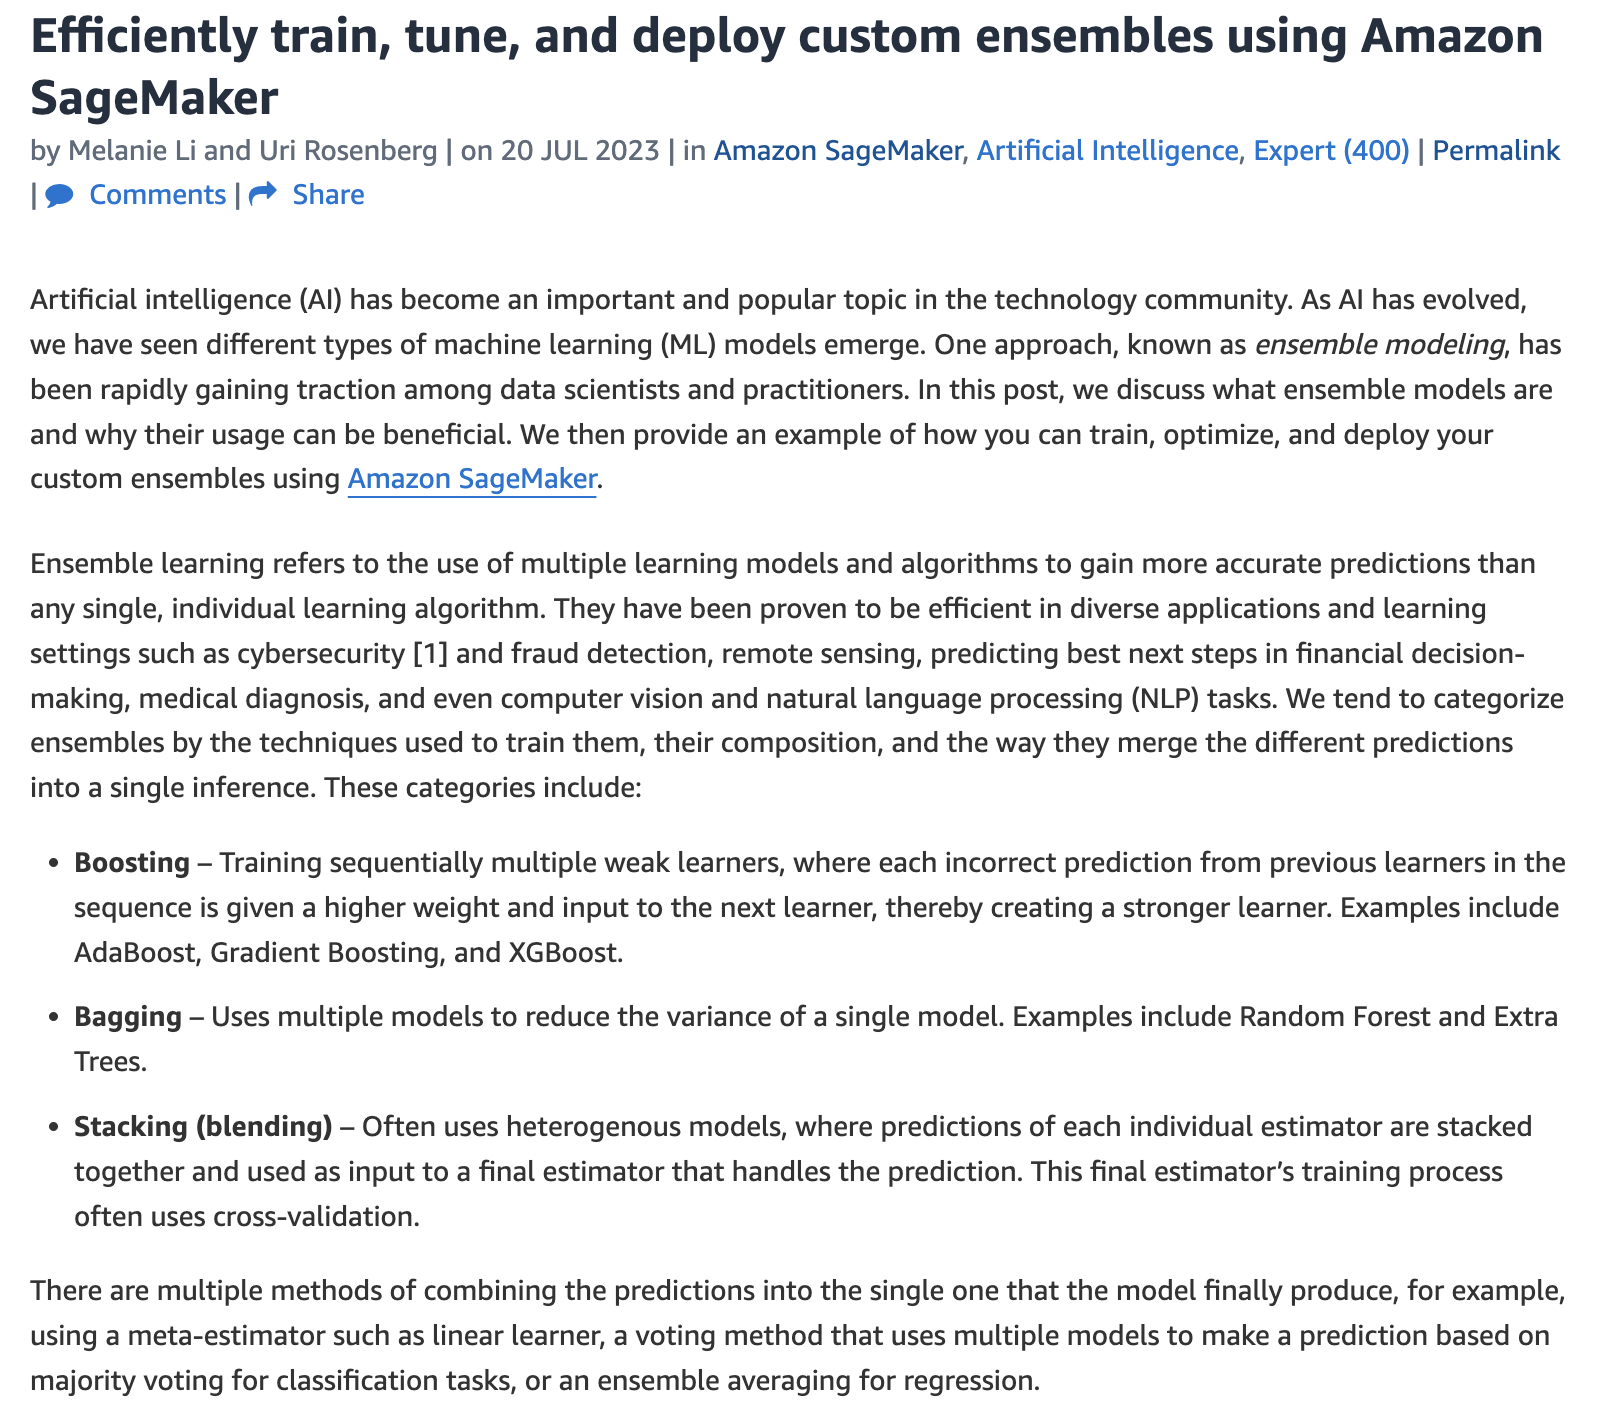 Efficiently train, tune, and deploy custom ensembles using Amazon
SageMaker
by Melanie Li and Uri Rosenberg | on 20 JUL 2023 | in Amazon SageMaker, Artificial Intelligence, Expert (400) | Permalink
| Comments | Share
Artificial intelligence (AI) has become an important and popular topic in the technology community. As AI has evolved,
we have seen different types of machine learning (ML) models emerge. One approach, known as ensemble modeling, has
been rapidly gaining traction among data scientists and practitioners. In this post, we discuss what ensemble models are
and why their usage can be beneficial. We then provide an example of how you can train, optimize, and deploy your
custom ensembles using Amazon SageMaker.
Ensemble learning refers to the use of multiple learning models and algorithms to gain more accurate predictions than
any single, individual learning algorithm. They have been proven to be efficient in diverse applications and learning
settings such as cybersecurity [1] and fraud detection, remote sensing, predicting best next steps in financial decision-
making, medical diagnosis, and even computer vision and natural language processing (NLP) tasks. We tend to categorize
ensembles by the techniques used to train them, their composition, and the way they merge the different predictions
into a single inference. These categories include:
• Boosting – Training sequentially multiple weak learners, where each incorrect prediction from previous learners in the
sequence is given a higher weight and input to the next learner, thereby creating a stronger learner. Examples include
AdaBoost, Gradient Boosting, and XGBoost.
• Bagging – Uses multiple models to reduce the variance of a single model. Examples include Random Forest and Extra
Trees.
• Stacking (blending) – Often uses heterogenous models, where predictions of each individual estimator are stacked
together and used as input to a final estimator that handles the prediction. This final estimator’s training process
often uses cross-validation.
There are multiple methods of combining the predictions into the single one that the model finally produce, for example,
using a meta-estimator such as linear learner, a voting method that uses multiple models to make a prediction based on
majority voting for classification tasks, or an ensemble averaging for regression.